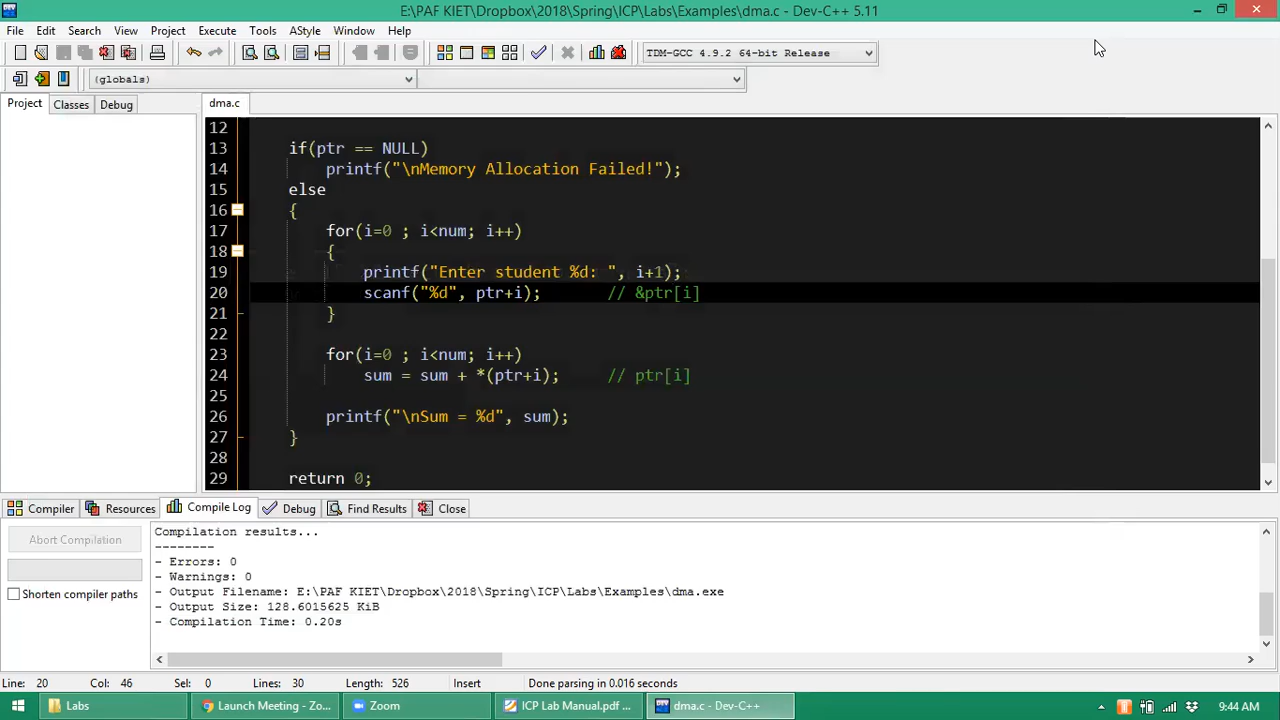 E:\PAF KIET\Dropbox\2018\Spring\ICP\Labs\Examples\dma.c - Dev-C++ 5.11
File Edit Search View Project Execute Tools AStyle Window Help
TDM-GCC 4.9.2 64-bit Release
(globals)
Project Classes Debug dma.c
12
13 if(ptr == NULL)
14 printf("\nMemory Allocation Failed!");
15 else
16 {
17 for(i=0 ; i<num; i++)
18 {
19 printf("Enter student %d: ", i+1);
20 scanf("%d", ptr+i); // &ptr[i]
21 }
22
23 for(i=0 ; i<num; i++)
24 sum = sum + *(ptr+i); // ptr[i]
25
26 printf("\nSum = %d", sum);
27 }
28
29 return 0;
Compiler Resources Compile Log Debug Find Results Close
Abort Compilation
Shorten compiler paths
Compilation results...
--------
- Errors: 0
- Warnings: 0
- Output Filename: E:\PAF KIET\Dropbox\2018\Spring\ICP\Labs\Examples\dma.exe
- Output Size: 128.6015625 KiB
- Compilation Time: 0.20s
Line: 20 Col: 46 Sel: 0 Lines: 30 Length: 526 Insert Done parsing in 0.016 seconds
Labs Launch Meeting - Zo... Zoom ICP Lab Manual.pdf ... dma.c - Dev-C++ 9:44 AM